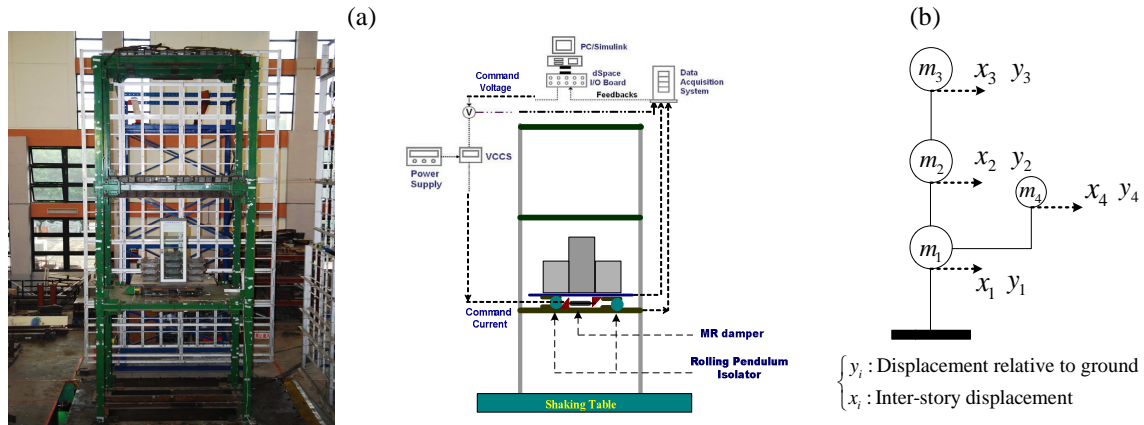 (a)
(b)
PC/Simulink
dSpace
I/O Board
Command
Voltage
Feedbacks
Data
Acquisition
System
V
VCCS
Power
Supply
Command
Current
MR damper
Rolling Pendulum
Isolator
Shaking Table
m₃
x₃ y₃
m₂
x₂ y₂
m₄
x₄ y₄
m₁
x₁ y₁
yᵢ : Displacement relative to ground
xᵢ : Inter-story displacement